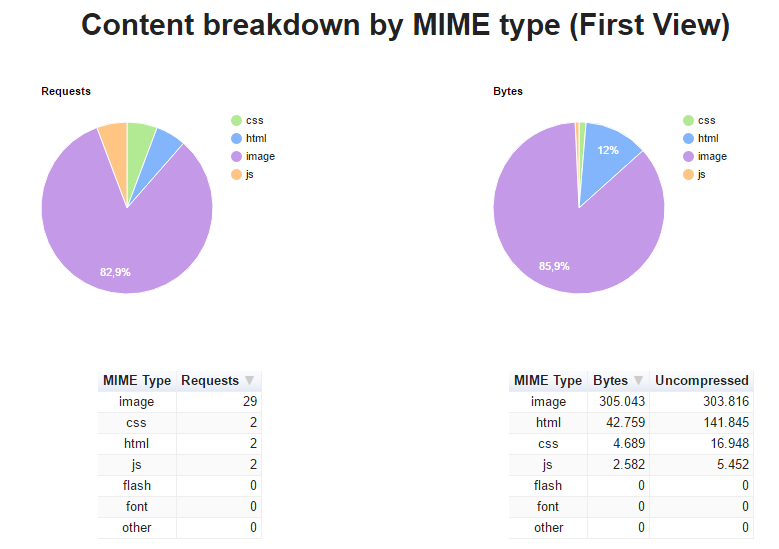 Content breakdown by MIME type (First View)
Requests
css
html
image
js
82,9%
Bytes
css
html
image
js
12%
85,9%
MIME Type Requests ▼
image 29
css 2
html 2
js 2
flash 0
font 0
other 0
MIME Type Bytes ▼ Uncompressed
image 305.043 303.816
html 42.759 141.845
css 4.689 16.948
js 2.582 5.452
flash 0 0
font 0 0
other 0 0